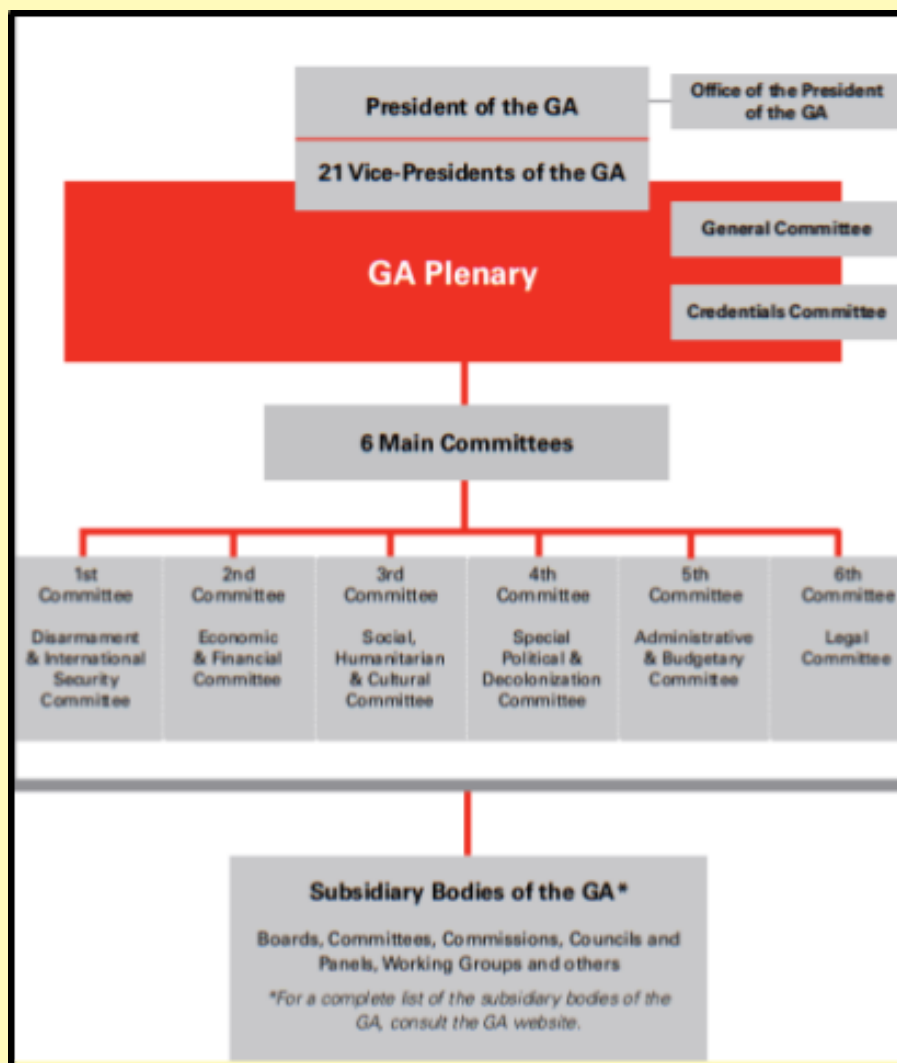 President of the GA
Office of the President
of the GA
21 Vice-Presidents of the GA
General Committee
GA Plenary
Credentials Committee
6 Main Committees
1st
Committee
Disarmament
& International
Security
Committee
2nd
Committee
Economic
& Financial
Committee
3rd
Committee
Social,
Humanitarian
& Cultural
Committee
4th
Committee
Special
Political &
Decolonization
Committee
5th
Committee
Administrative
& Budgetary
Committee
6th
Committee
Legal
Committee
Subsidiary Bodies of the GA*
Boards, Committees, Commissions, Councils and
Panels, Working Groups and others
*For a complete list of the subsidiary bodies of the
GA, consult the GA website.